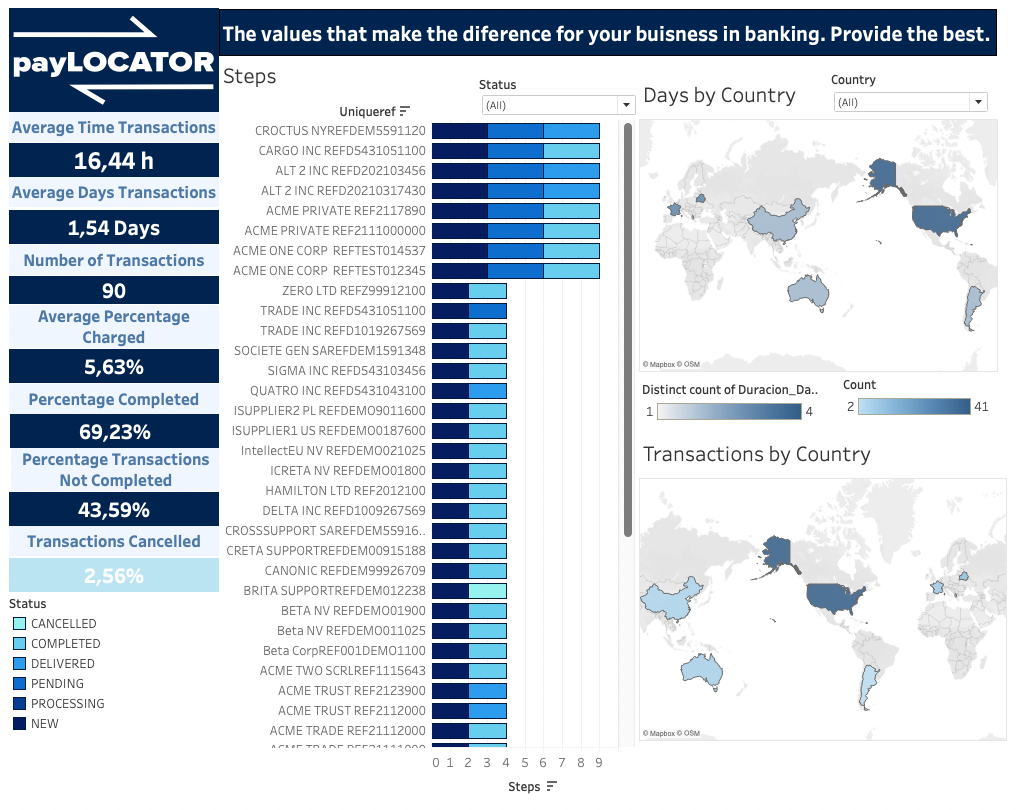 payLOCATOR
The values that make the diference for your buisness in banking. Provide the best.
Average Time Transactions
16,44 h
Average Days Transactions
1,54 Days
Number of Transactions
90
Average Percentage
Charged
5,63%
Percentage Completed
69,23%
Percentage Transactions
Not Completed
43,59%
Transactions Cancelled
2,56%
Status
CANCELLED
COMPLETED
DELIVERED
PENDING
PROCESSING
NEW
Steps
Status
(All)
Uniqueref
CROCTUS NYREFDEM5591120
CARGO INC REFD5431051100
ALT 2 INC REFD202103456
ALT 2 INC REFD20210317430
ACME PRIVATE REF2117890
ACME PRIVATE REF2111000000
ACME ONE CORP REFTEST014537
ACME ONE CORP REFTEST012345
ZERO LTD REFZ99912100
TRADE INC REFD5431051100
TRADE INC REFD1019267569
SOCIETE GEN SAREFDEM1591348
SIGMA INC REFD543103456
QUATRO INC REFD5431043100
ISUPPLIER2 PL REFDEMO9011600
ISUPPLIER1 US REFDEMO0187600
IntellectEU NV REFDEMO021025
ICRETA NV REFDEMO01800
HAMILTON LTD REF2012100
DELTA INC REFD1009267569
CROSSSUPPORT SAREFDEM55916..
CRETA SUPPORTREFDEM00915188
CANONIC REFDEM99926709
BRITA SUPPORTREFDEM012238
BETA NV REFDEMO01900
Beta NV REFDEMO011025
Beta CorpREF001DEMO1100
ACME TWO SCRLREF1115643
ACME TRUST REF2123900
ACME TRUST REF2112000
ACME TRADE REF21112000
ACME TRADE REF21111000
0 1 2 3 4 5 6 7 8 9
Steps
Days by Country
Country
(All)
© Mapbox © OSM
Distinct count of Duracion_Da..
1 4
Count
2 41
Transactions by Country
© Mapbox © OSM